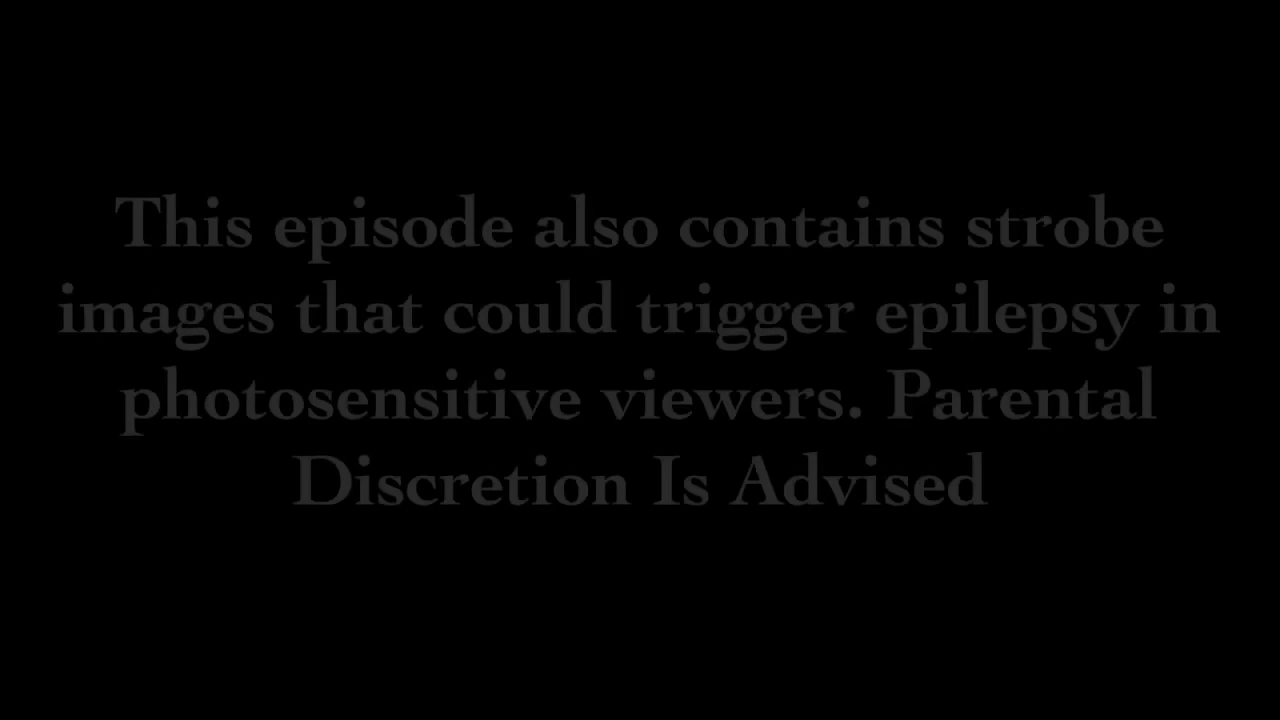 This episode also contains strobe
images that could trigger epilepsy in
photosensitive viewers. Parental
Discretion Is Advised